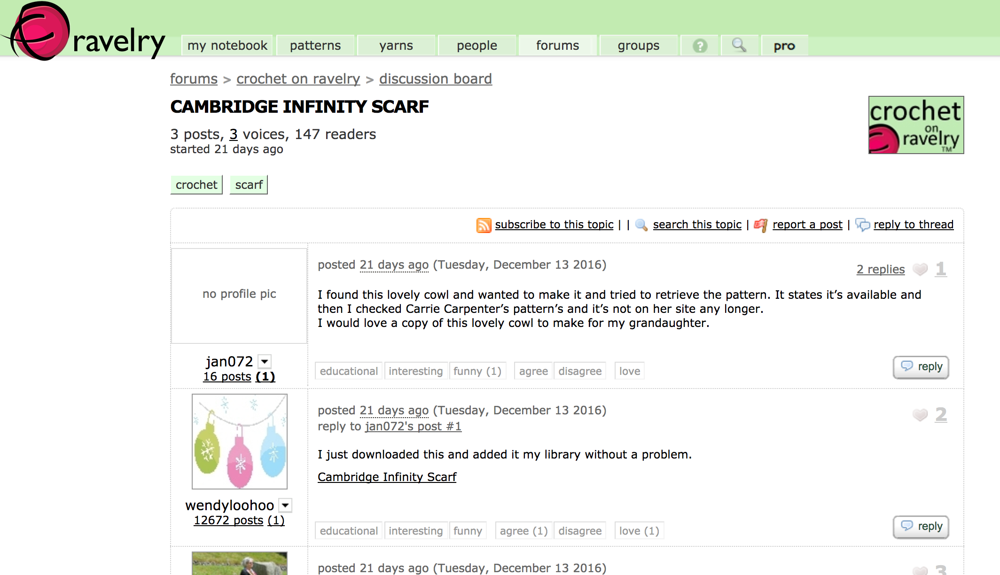 ravelry
my notebook patterns yarns people forums groups ? pro
forums > crochet on ravelry > discussion board
CAMBRIDGE INFINITY SCARF
crochet
on
ravelry
TM
3 posts, 3 voices, 147 readers
started 21 days ago
crochet scarf
subscribe to this topic | | search this topic | report a post | reply to thread
no profile pic
posted 21 days ago (Tuesday, December 13 2016)
2 replies 1
I found this lovely cowl and wanted to make it and tried to retrieve the pattern. It states it’s available and
then I checked Carrie Carpenter’s pattern’s and it’s not on her site any longer.
I would love a copy of this lovely cowl to make for my grandaughter.
jan072
16 posts (1)
educational interesting funny (1) agree disagree love
reply
posted 21 days ago (Tuesday, December 13 2016)
2
reply to jan072's post #1
I just downloaded this and added it my library without a problem.
Cambridge Infinity Scarf
wendyloohoo
12672 posts (1)
educational interesting funny agree (1) disagree love (1)
reply
posted 21 days ago (Tuesday, December 13 2016)
3